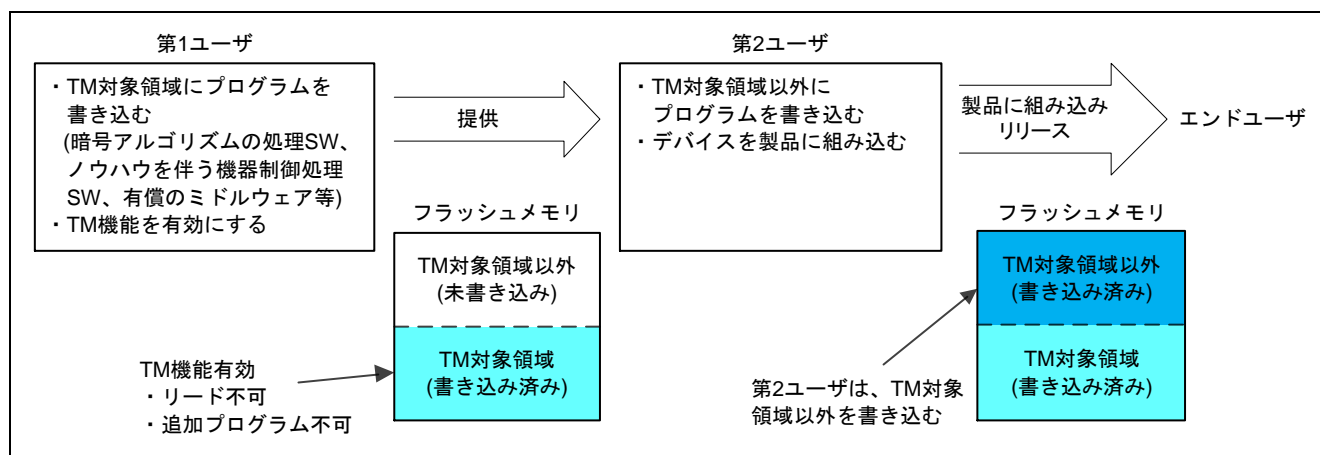 第1ユーザ
・TM対象領域にプログラムを
書き込む
(暗号アルゴリズムの処理SW、
ノウハウを伴う機器制御処理
SW、有償のミドルウェア等)
・TM機能を有効にする
提供
第2ユーザ
・TM対象領域以外に
プログラムを書き込む
・デバイスを製品に組み込む
製品に組み込み
リリース
エンドユーザ
フラッシュメモリ
TM対象領域以外
(未書き込み)
TM対象領域
(書き込み済み)
TM機能有効
・リード不可
・追加プログラム不可
フラッシュメモリ
TM対象領域以外
(書き込み済み)
TM対象領域
(書き込み済み)
第2ユーザは、TM対象
領域以外を書き込む